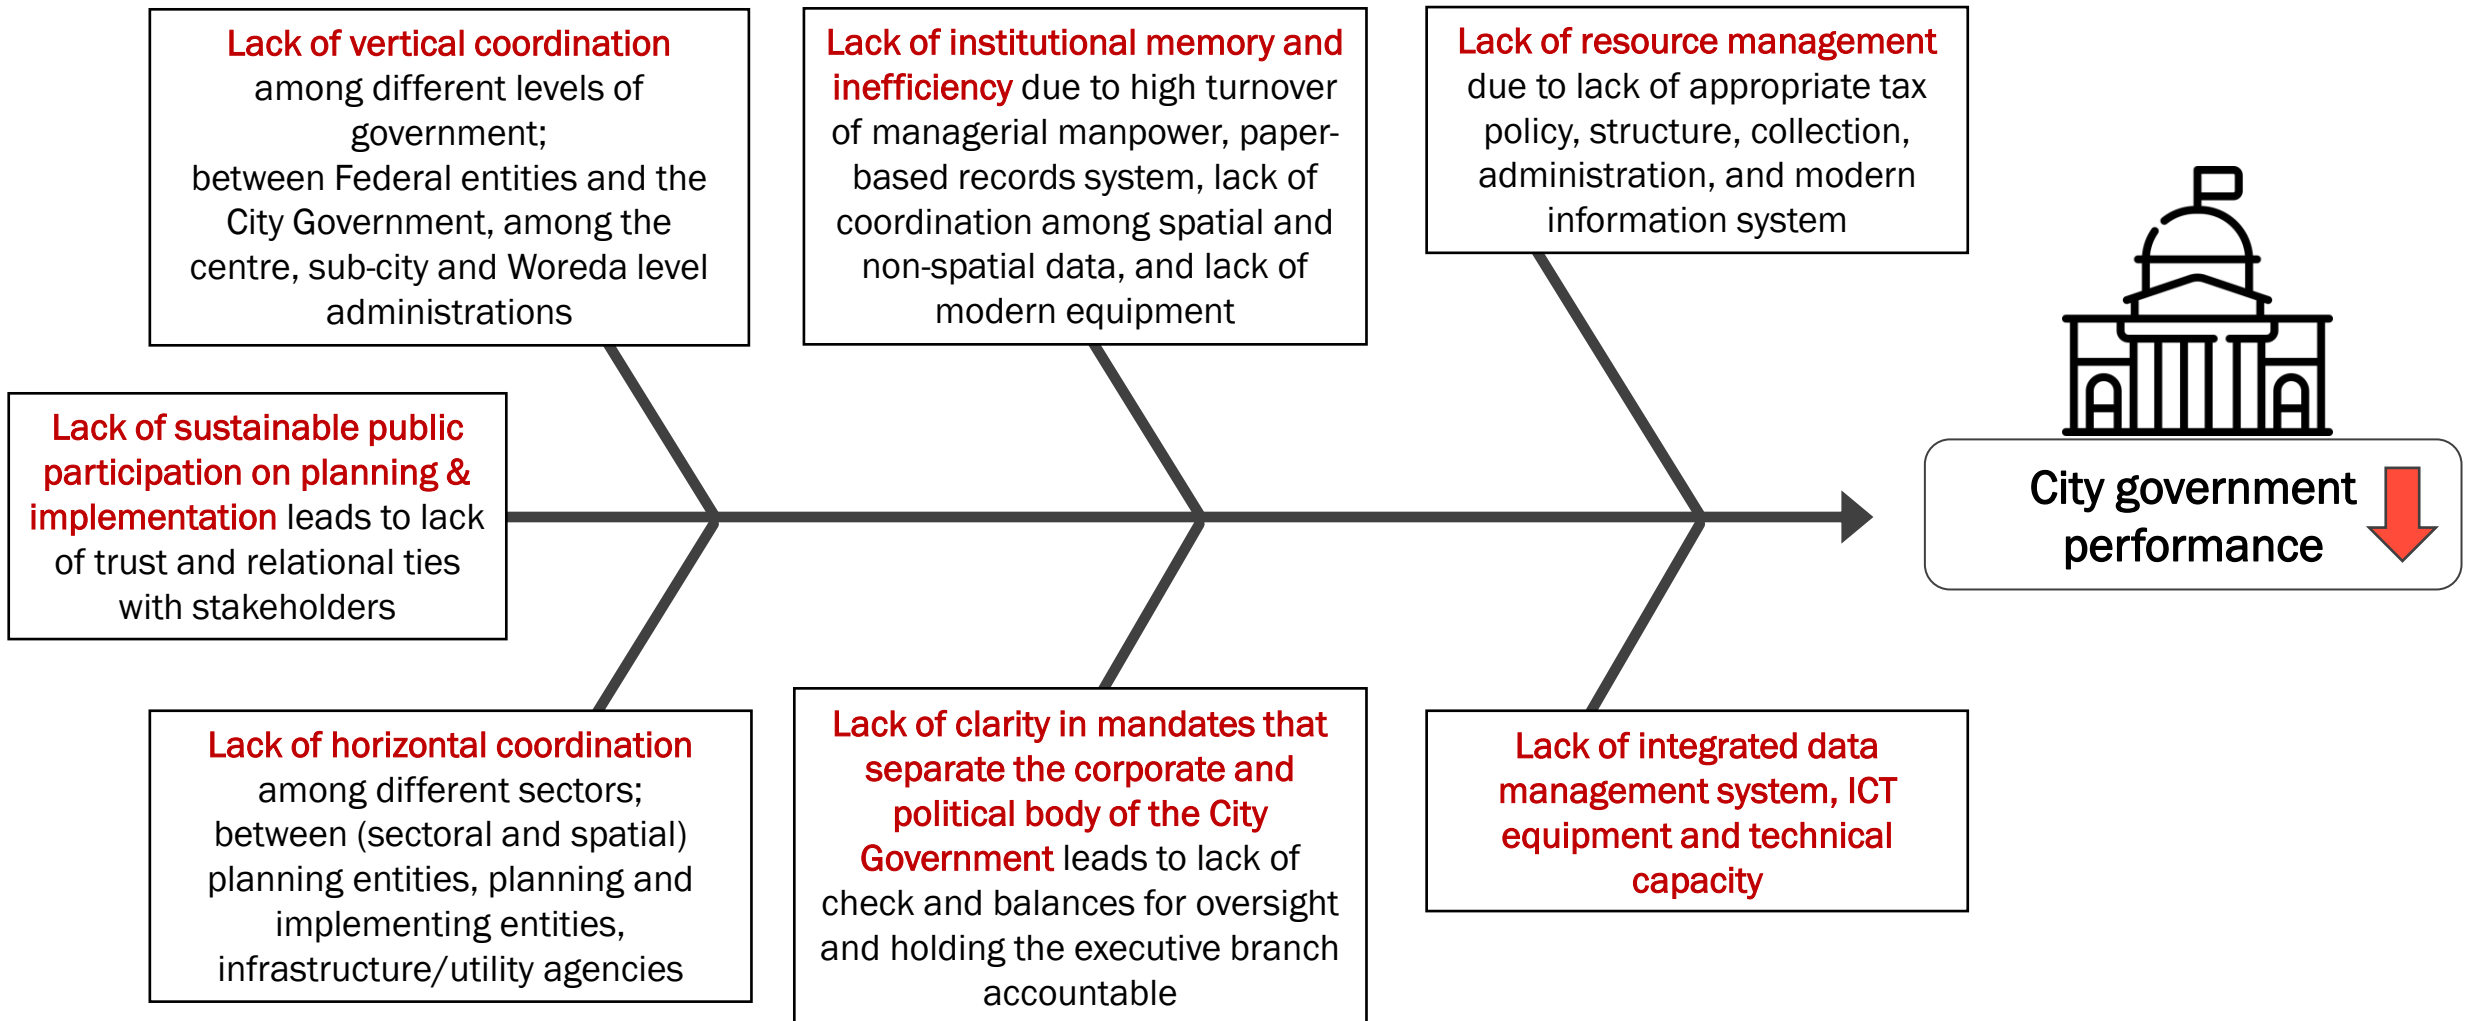 Lack of vertical coordination
among different levels of
government;
between Federal entities and the
City Government, among the
centre, sub-city and Woreda level
administrations
Lack of institutional memory and
inefficiency due to high turnover
of managerial manpower, paper-
based records system, lack of
coordination among spatial and
non-spatial data, and lack of
modern equipment
Lack of resource management
due to lack of appropriate tax
policy, structure, collection,
administration, and modern
information system
Lack of sustainable public
participation on planning &
implementation leads to lack
of trust and relational ties
with stakeholders
City government
performance
Lack of horizontal coordination
among different sectors;
between (sectoral and spatial)
planning entities, planning and
implementing entities,
infrastructure/utility agencies
Lack of clarity in mandates that
separate the corporate and
political body of the City
Government leads to lack of
check and balances for oversight
and holding the executive branch
accountable
Lack of integrated data
management system, ICT
equipment and technical
capacity